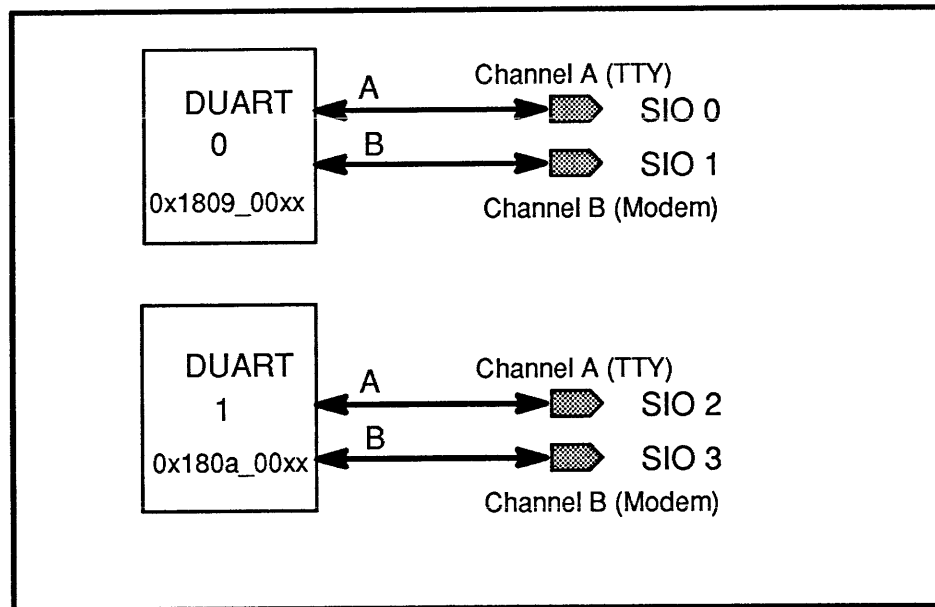 DUART
0
0x1809_00xx
A
B
Channel A (TTY)
SIO 0
SIO 1
Channel B (Modem)
DUART
1
0x180a_00xx
A
B
Channel A (TTY)
SIO 2
SIO 3
Channel B (Modem)